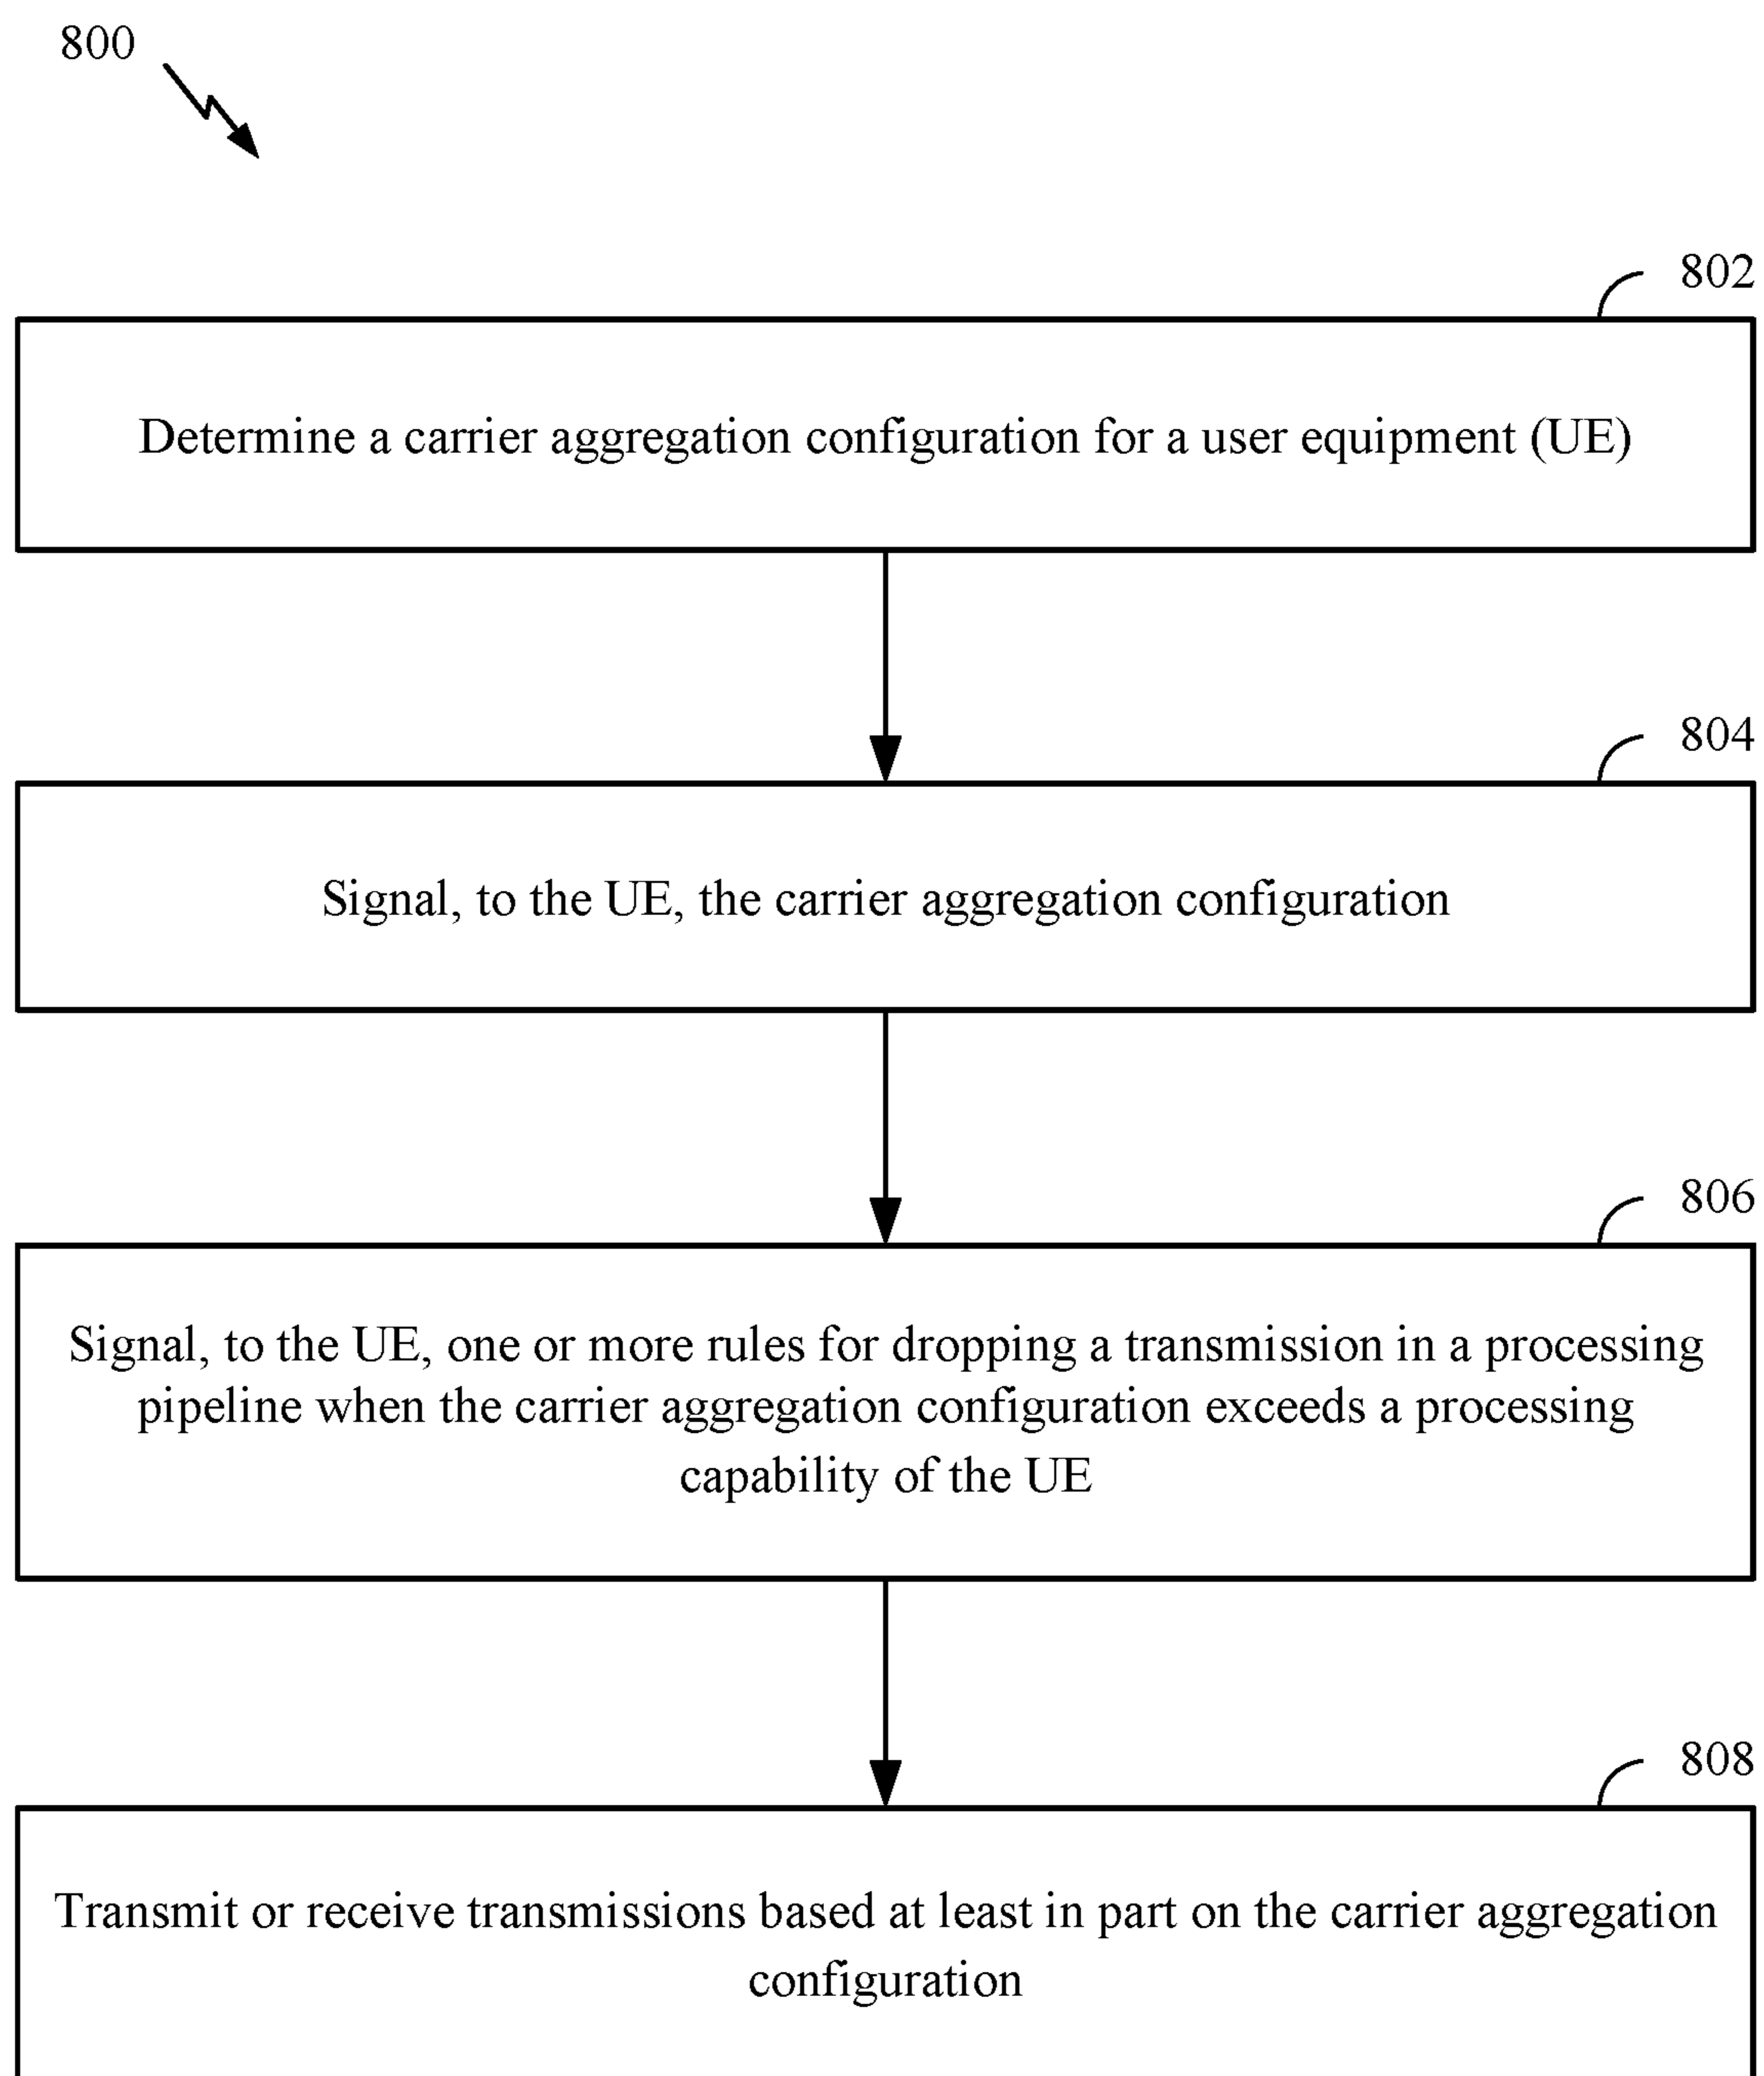 800
802
Determine a carrier aggregation configuration for a user equipment (UE)
804
Signal, to the UE, the carrier aggregation configuration
806
Signal, to the UE, one or more rules for dropping a transmission in a processing
pipeline when the carrier aggregation configuration exceeds a processing
capability of the UE
808
Transmit or receive transmissions based at least in part on the carrier aggregation
configuration